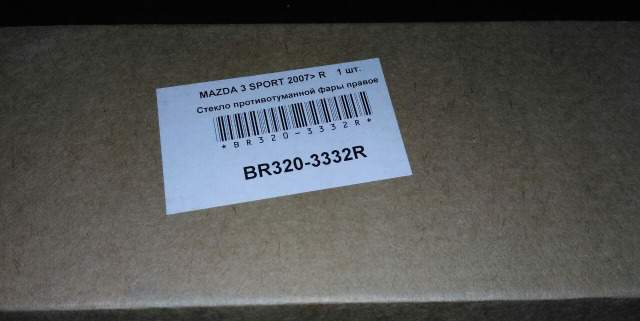 MAZDA 3 SPORT 2007> R 1 шт.
Стекло противотуманной фары правое
*BR320-3332R*
BR320-3332R